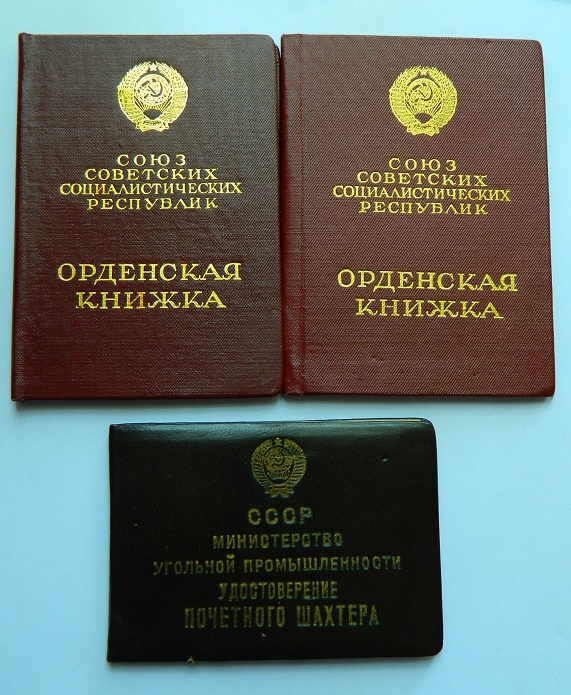 СОЮЗ
СОВЕТСКИХ
СОЦИАЛИСТИЧЕСКИХ
РЕСПУБЛИК
ОРДЕНСКАЯ
КНИЖКА
СОЮЗ
СОВЕТСКИХ
СОЦИАЛИСТИЧЕСКИХ
РЕСПУБЛИК
ОРДЕНСКАЯ
КНИЖКА
СССР
МИНИСТЕРСТВО
УГОЛЬНОЙ ПРОМЫШЛЕННОСТИ
УДОСТОВЕРЕНИЕ
ПОЧЕТНОГО ШАХТЕРА